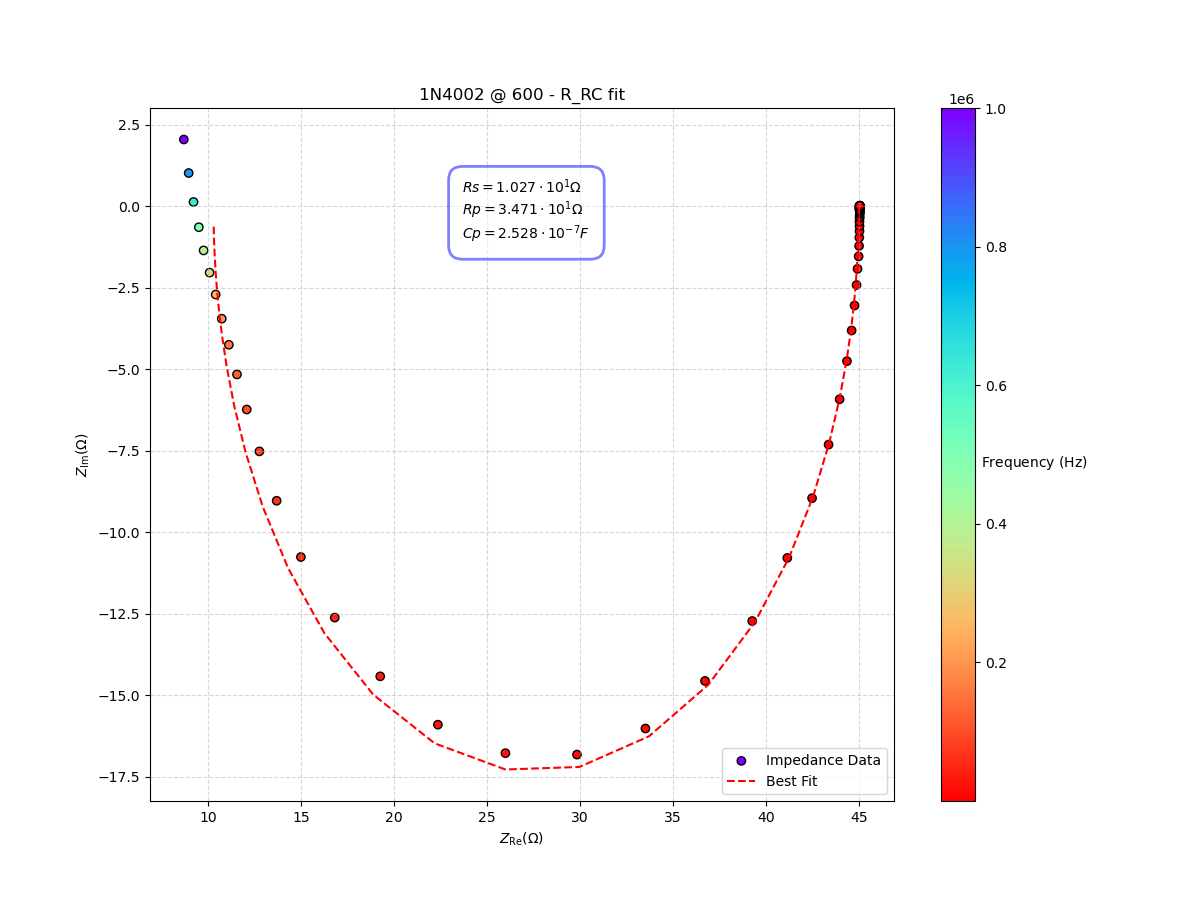 1N4002 @ 600 - R_RC fit
1e6
2.5
0.0
−2.5
−5.0
−7.5
−10.0
−12.5
−15.0
−17.5
Z_Im(Ω)
Rs = 1.027 · 10^1Ω
Rp = 3.471 · 10^1Ω
Cp = 2.528 · 10^−7F
Impedance Data
Best Fit
10 15 20 25 30 35 40 45
Z_Re(Ω)
1.0
0.8
0.6
0.4
0.2
Frequency (Hz)